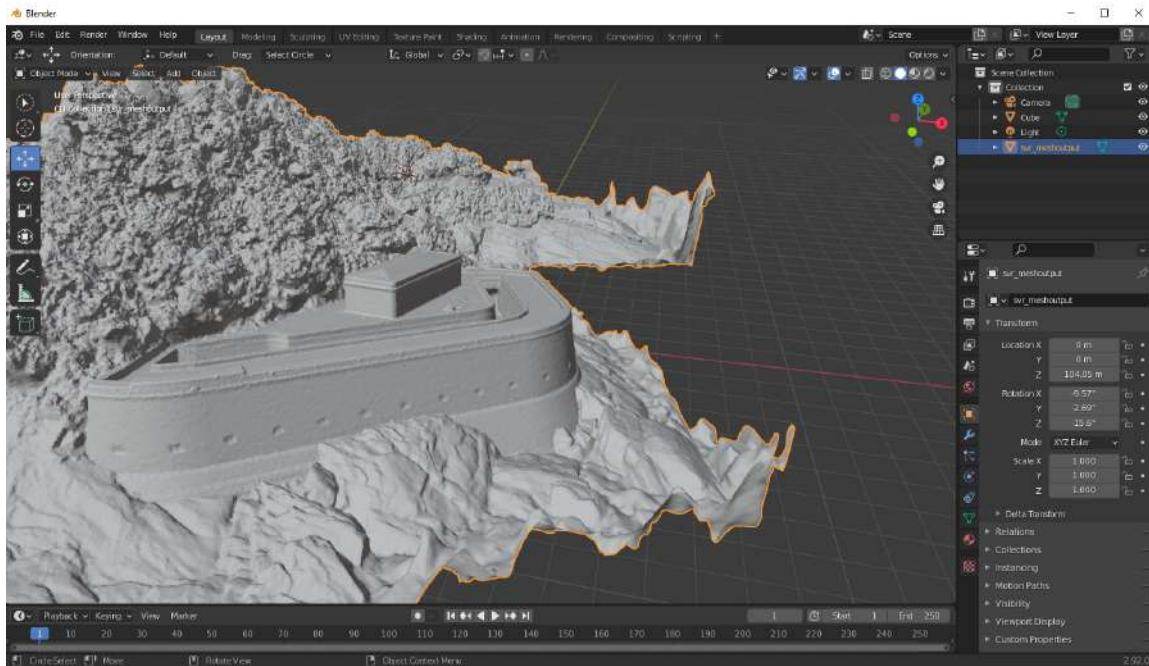 Blender
File Edit Render Window Help Layout Modeling Sculpting UV Editing Texture Paint Shading Animation Rendering Compositing Scripting + Scene View Layer
Orientation: Default Drag: Select Circle Global Options
Object Mode View Select Add Object
User Perspective
(1) Collection | svr_meshoutput
X
Z
Scene Collection
Collection
Camera
Cube
Light
svr_meshoutput
svr_meshoutput
svr_meshoutput
Transform
Location X 0 m
Y 0 m
Z 104.05 m
Rotation X
Y
Z
Mode XYZ Euler
Scale X 1.000
Y 1.000
Z 1.000
Delta Transform
Relations
Collections
Instancing
Motion Paths
Visibility
Viewport Display
Custom Properties
Playback Keying View Marker 1 Start 1 End 250
1 10 20 30 40 50 60 70 80 90 100 110 120 130 140 150 160 170 180 190 200 210 220 230 240 250
Circle Select Move Rotate View Object Context Menu 2.92.0